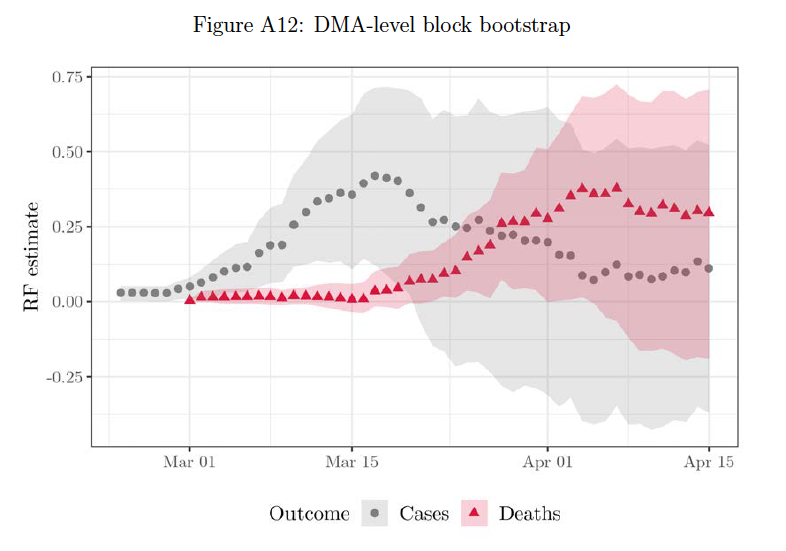 Figure A12: DMA-level block bootstrap
0.75
0.50
0.25
0.00
-0.25
RF estimate
Mar 01 Mar 15 Apr 01 Apr 15
Outcome Cases Deaths